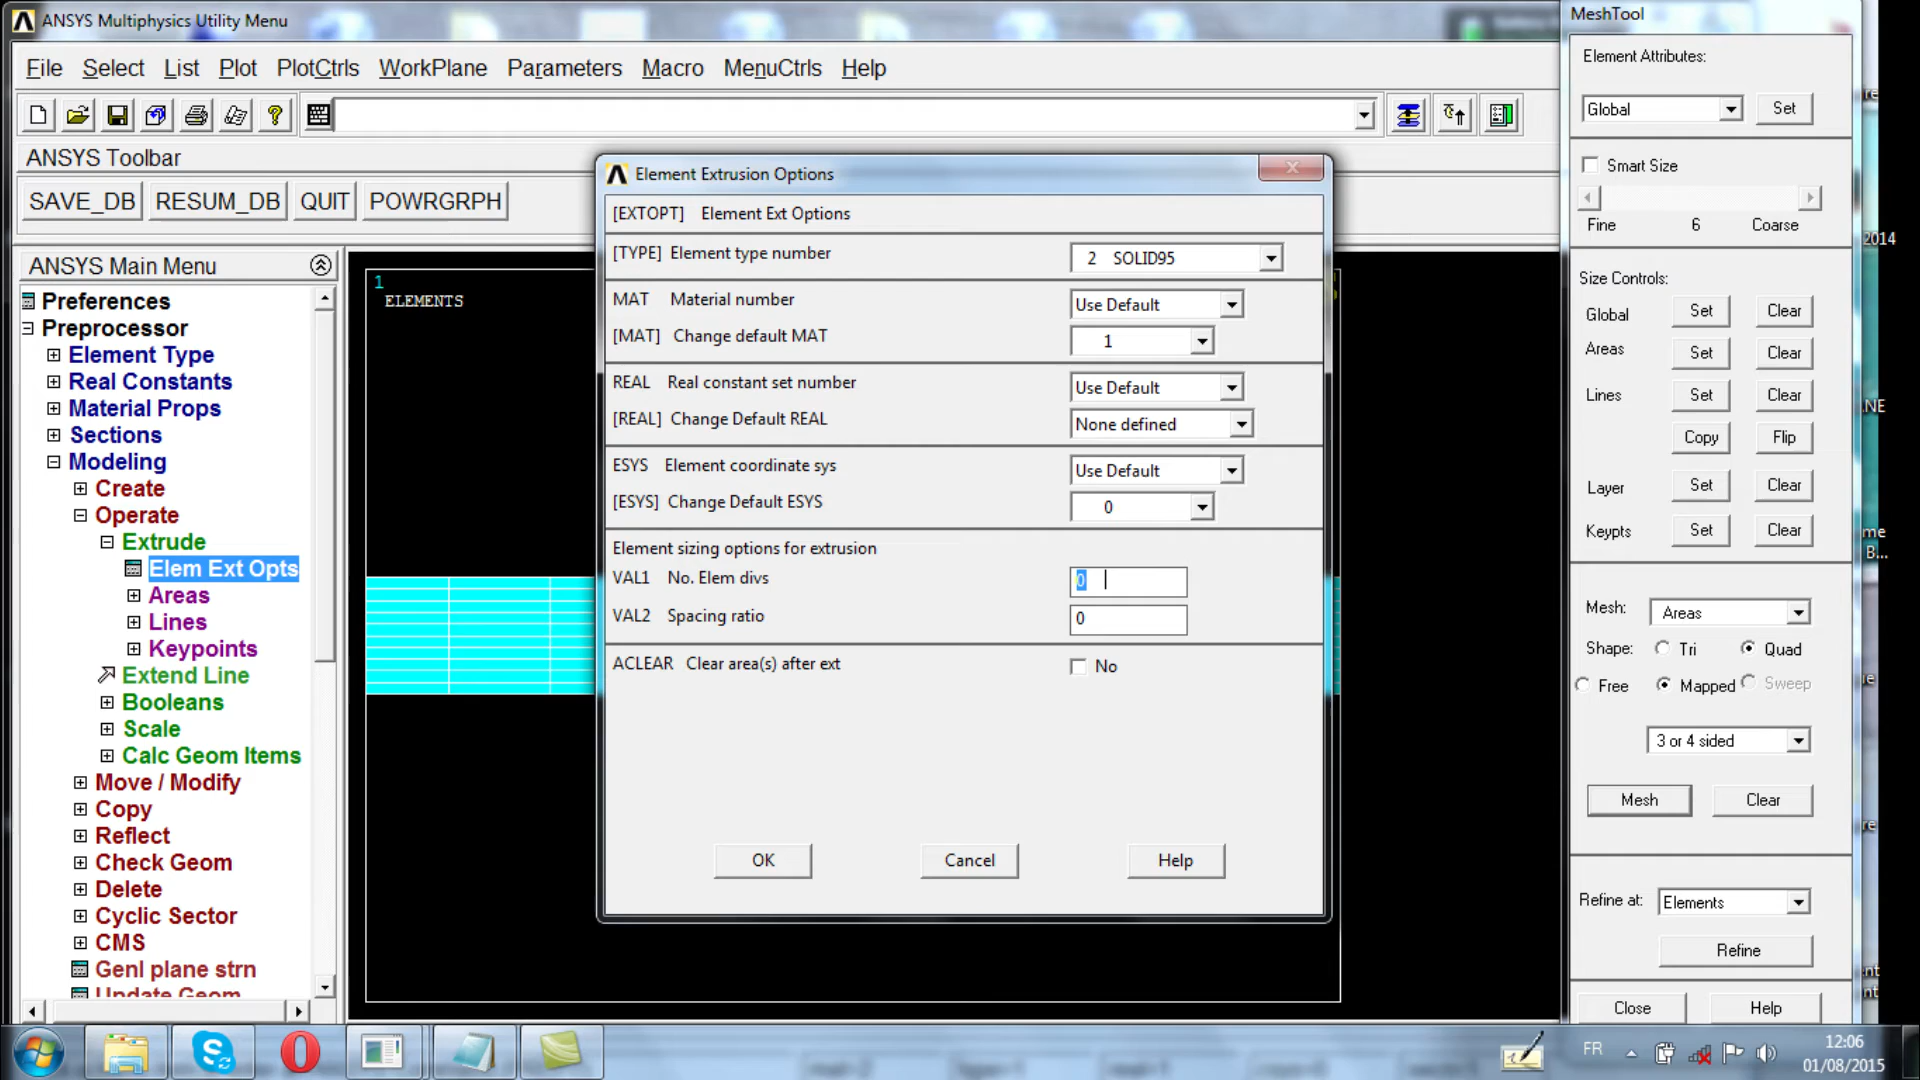 ANSYS Multiphysics Utility Menu
File Select List Plot PlotCtrls WorkPlane Parameters Macro MenuCtrls Help
ANSYS Toolbar
SAVE_DB RESUM_DB QUIT POWRGRPH
ANSYS Main Menu
Preferences
Preprocessor
Element Type
Real Constants
Material Props
Sections
Modeling
Create
Operate
Extrude
Elem Ext Opts
Areas
Lines
Keypoints
Extend Line
Booleans
Scale
Calc Geom Items
Move / Modify
Copy
Reflect
Check Geom
Delete
Cyclic Sector
CMS
Genl plane strn
Update Geom
1
ELEMENTS
Element Extrusion Options
[EXTOPT] Element Ext Options
[TYPE] Element type number 2 SOLID95
MAT Material number Use Default
[MAT] Change default MAT 1
REAL Real constant set number Use Default
[REAL] Change Default REAL None defined
ESYS Element coordinate sys Use Default
[ESYS] Change Default ESYS 0
Element sizing options for extrusion
VAL1 No. Elem divs 0
VAL2 Spacing ratio 0
ACLEAR Clear area(s) after ext No
OK Cancel Help
MeshTool
Element Attributes:
Global Set
Smart Size
Fine 6 Coarse
Size Controls:
Global Set Clear
Areas Set Clear
Lines Set Clear
Copy Flip
Layer Set Clear
Keypts Set Clear
Mesh: Areas
Shape: Tri Quad
Free Mapped Sweep
3 or 4 sided
Mesh Clear
Refine at: Elements
Refine
Close Help
2014
B...
FR
12:06
01/08/2015